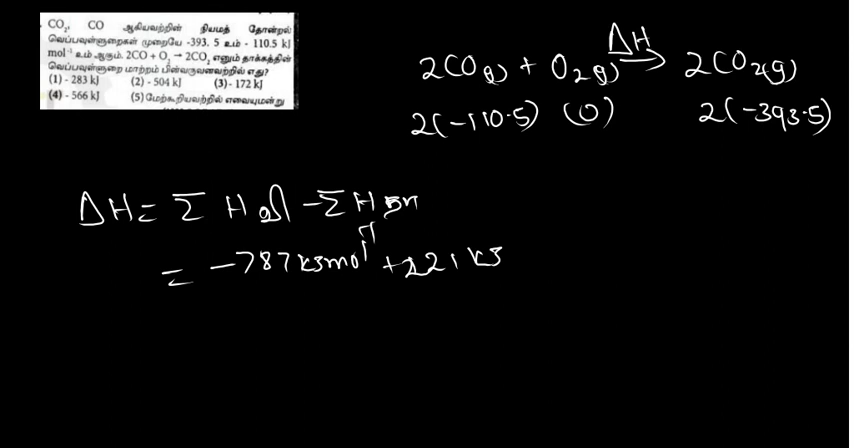 CO₂, CO ஆகியவற்றின் நியமத் தோன்றல்
வெப்பவுள்ளுறைகள் முறையே -393. 5 உம் - 110.5 kJ
mol⁻¹ உம் ஆகும். 2CO + O₂ → 2CO₂ எனும் தாக்கத்தின்
வெப்பவுள்ளுறை மாற்றம் பின்வருவனவற்றில் எது?
(1) - 283 kJ (2) - 504 kJ (3) - 172 kJ
(4) - 566 kJ (5) மேற்கூறியவற்றில் எவையுமன்று
2CO(g) + O₂(g) ΔH→ 2CO₂(g)
2(-110.5) (0) 2(-393.5)
ΔH = Σ H - Σ H
= -787 kJ mol⁻¹ + 221 kJ